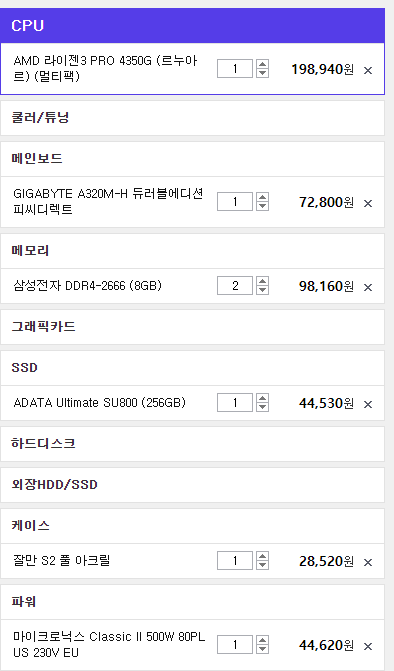 CPU
AMD 라이젠3 PRO 4350G (르누아
르) (멀티팩)
1
198,940원 ×
쿨러/튜닝
메인보드
GIGABYTE A320M-H 듀러블에디션
피씨디렉트
1
72,800원 ×
메모리
삼성전자 DDR4-2666 (8GB)
2
98,160원 ×
그래픽카드
SSD
ADATA Ultimate SU800 (256GB)
1
44,530원 ×
하드디스크
외장HDD/SSD
케이스
잘만 S2 풀 아크릴
1
28,520원 ×
파워
마이크로닉스 Classic II 500W 80PL
US 230V EU
1
44,620원 ×